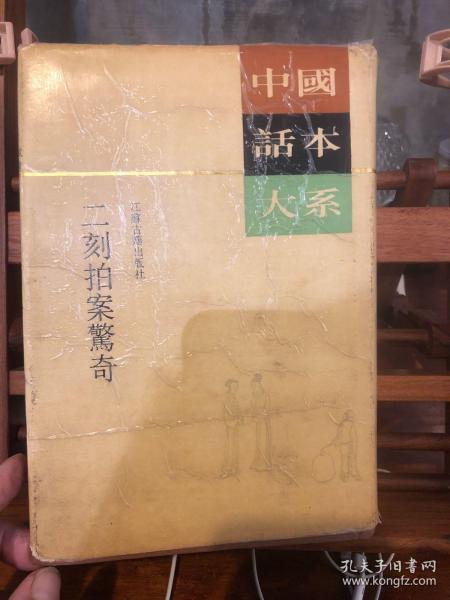 中國
話本
大系
江蘇古籍出版社
二刻拍案驚奇
孔夫子旧书网
www.kongfz.com